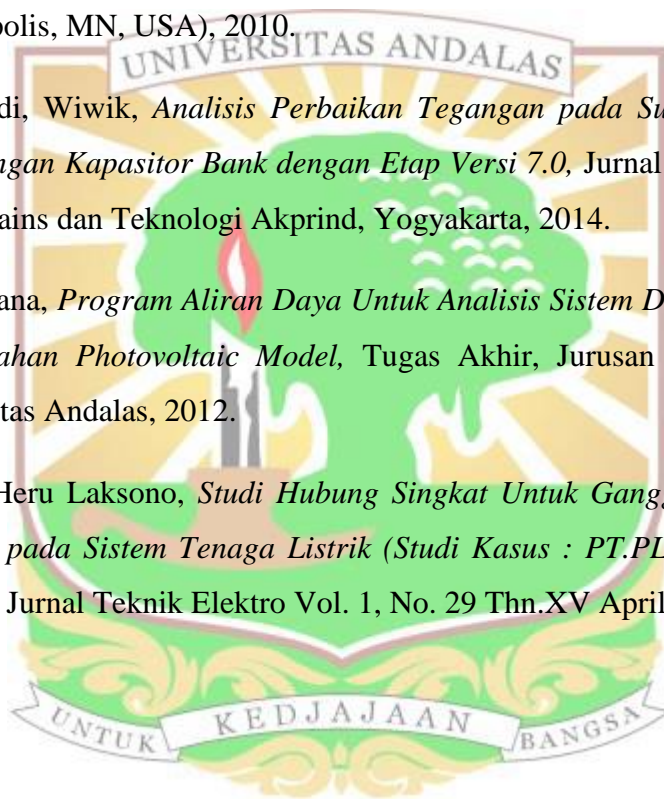 polis, MN, USA), 2010.
UNIVERSITAS ANDALAS
di, Wiwik, Analisis Perbaikan Tegangan pada Su
ngan Kapasitor Bank dengan Etap Versi 7.0, Jurnal
ains dan Teknologi Akprind, Yogyakarta, 2014.
ana, Program Aliran Daya Untuk Analisis Sistem D
ahan Photovoltaic Model, Tugas Akhir, Jurusan
tas Andalas, 2012.
Heru Laksono, Studi Hubung Singkat Untuk Gangg
pada Sistem Tenaga Listrik (Studi Kasus : PT.PL
Jurnal Teknik Elektro Vol. 1, No. 29 Thn.XV April
UNTUK KEDJAJAAN BANGSA